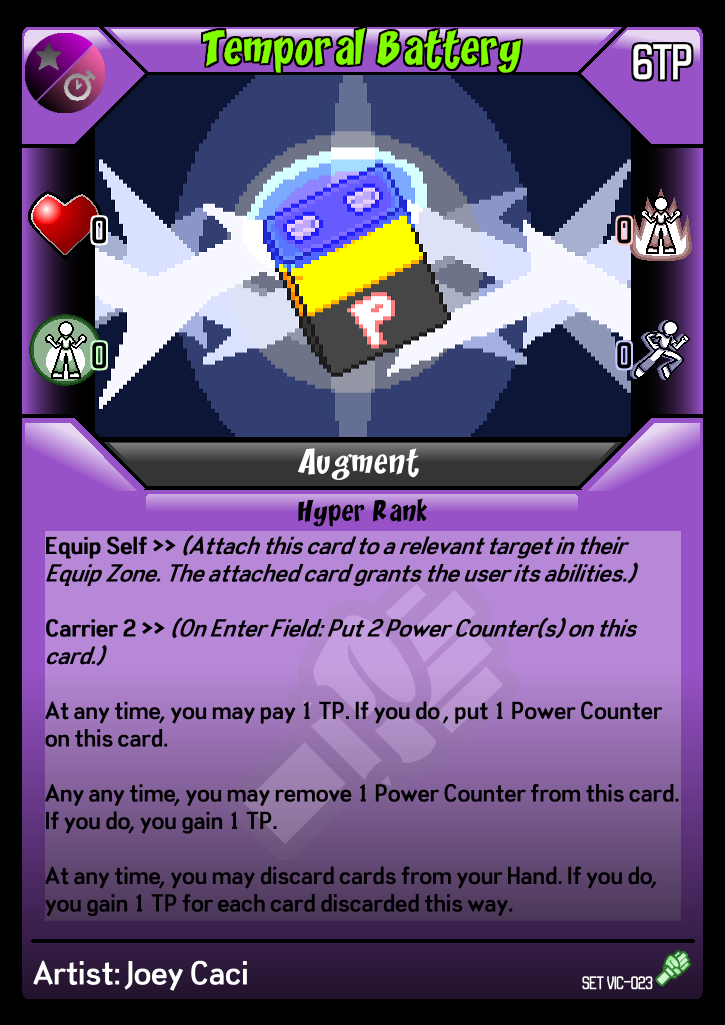 Temporal Battery
6TP
0
0
0
0
P
Augment
Hyper Rank
Equip Self >> (Attach this card to a relevant target in their
Equip Zone. The attached card grants the user its abilities.)
Carrier 2 >> (On Enter Field: Put 2 Power Counter(s) on this
card.)
At any time, you may pay 1 TP. If you do , put 1 Power Counter
on this card.
Any any time, you may remove 1 Power Counter from this card.
If you do, you gain 1 TP.
At any time, you may discard cards from your Hand. If you do,
you gain 1 TP for each card discarded this way.
Artist: Joey Caci
SET VIC-023